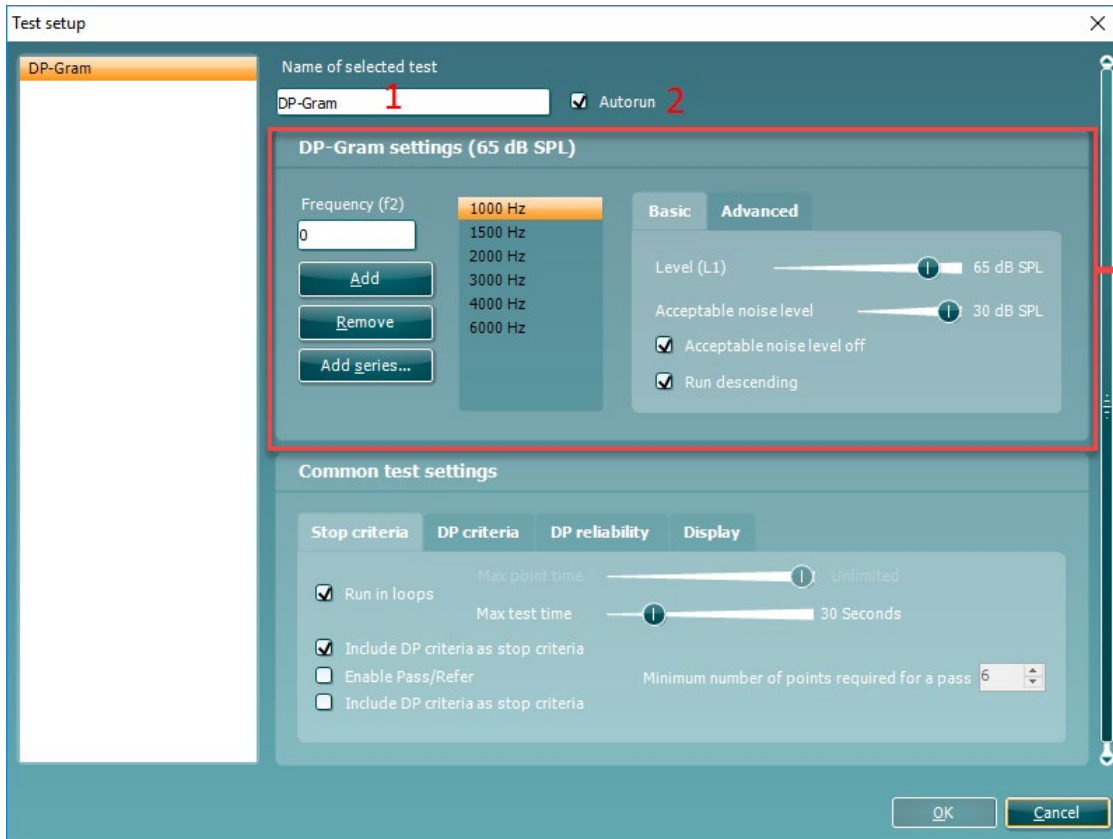 Test setup
DP-Gram
Name of selected test
DP-Gram 1
Autorun 2
DP-Gram settings (65 dB SPL)
Frequency (f2)
0
Add
Remove
Add series...
1000 Hz
1500 Hz
2000 Hz
3000 Hz
4000 Hz
6000 Hz
Basic Advanced
Level (L1) 65 dB SPL
Acceptable noise level 30 dB SPL
Acceptable noise level off
Run descending
Common test settings
Stop criteria DP criteria DP reliability Display
Max point time Unlimited
Run in loops
Max test time 30 Seconds
Include DP criteria as stop criteria
Enable Pass/Refer
Minimum number of points required for a pass 6
Include DP criteria as stop criteria
OK Cancel